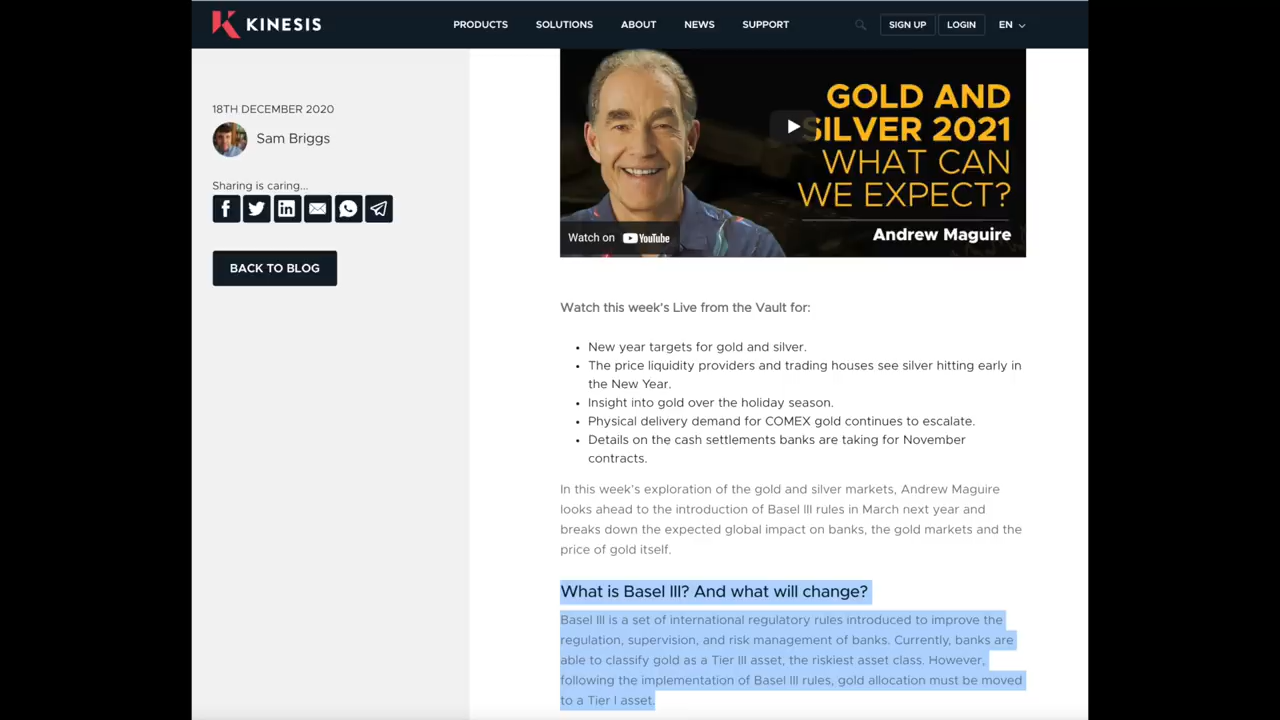 KINESIS
PRODUCTS SOLUTIONS ABOUT NEWS SUPPORT SIGN UP LOGIN EN
18TH DECEMBER 2020
Sam Briggs
Sharing is caring...
BACK TO BLOG
GOLD AND
SILVER 2021
WHAT CAN
WE EXPECT?
Andrew Maguire
Watch on YouTube
Watch this week's Live from the Vault for:
• New year targets for gold and silver.
• The price liquidity providers and trading houses see silver hitting early in
the New Year.
• Insight into gold over the holiday season.
• Physical delivery demand for COMEX gold continues to escalate.
• Details on the cash settlements banks are taking for November
contracts.
In this week's exploration of the gold and silver markets, Andrew Maguire
looks ahead to the introduction of Basel III rules in March next year and
breaks down the expected global impact on banks, the gold markets and the
price of gold itself.
What is Basel III? And what will change?
Basel III is a set of international regulatory rules introduced to improve the
regulation, supervision, and risk management of banks. Currently, banks are
able to classify gold as a Tier III asset, the riskiest asset class. However,
following the implementation of Basel III rules, gold allocation must be moved
to a Tier I asset.